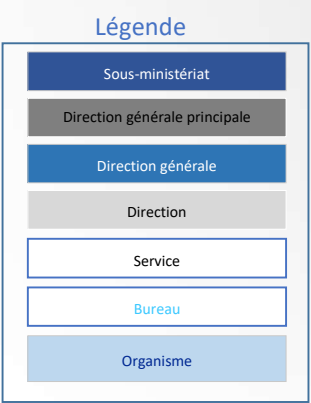 Légende
Sous-ministériat
Direction générale principale
Direction générale
Direction
Service
Bureau
Organisme